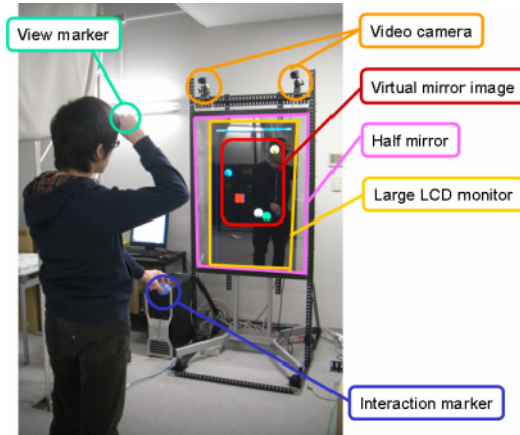 View marker
Video camera
Virtual mirror image
Half mirror
Large LCD monitor
Interaction marker